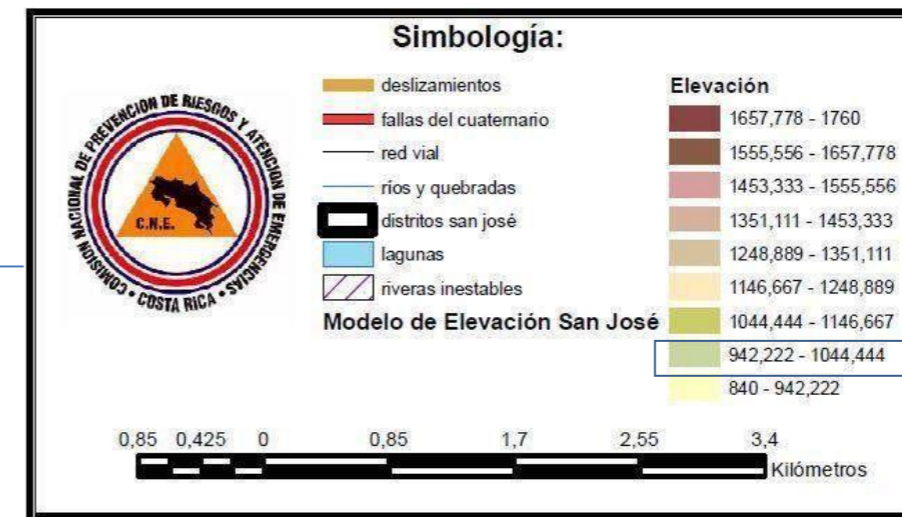 Simbología:
COMISION NACIONAL DE PREVENCION DE RIESGOS Y ATENCION DE EMERGENCIAS
C.N.E.
• COSTA RICA •
deslizamientos
fallas del cuaternario
red vial
ríos y quebradas
distritos san josé
lagunas
riveras inestables
Modelo de Elevación San José
Elevación
1657,778 - 1760
1555,556 - 1657,778
1453,333 - 1555,556
1351,111 - 1453,333
1248,889 - 1351,111
1146,667 - 1248,889
1044,444 - 1146,667
942,222 - 1044,444
840 - 942,222
0,85 0,425 0 0,85 1,7 2,55 3,4
Kilómetros